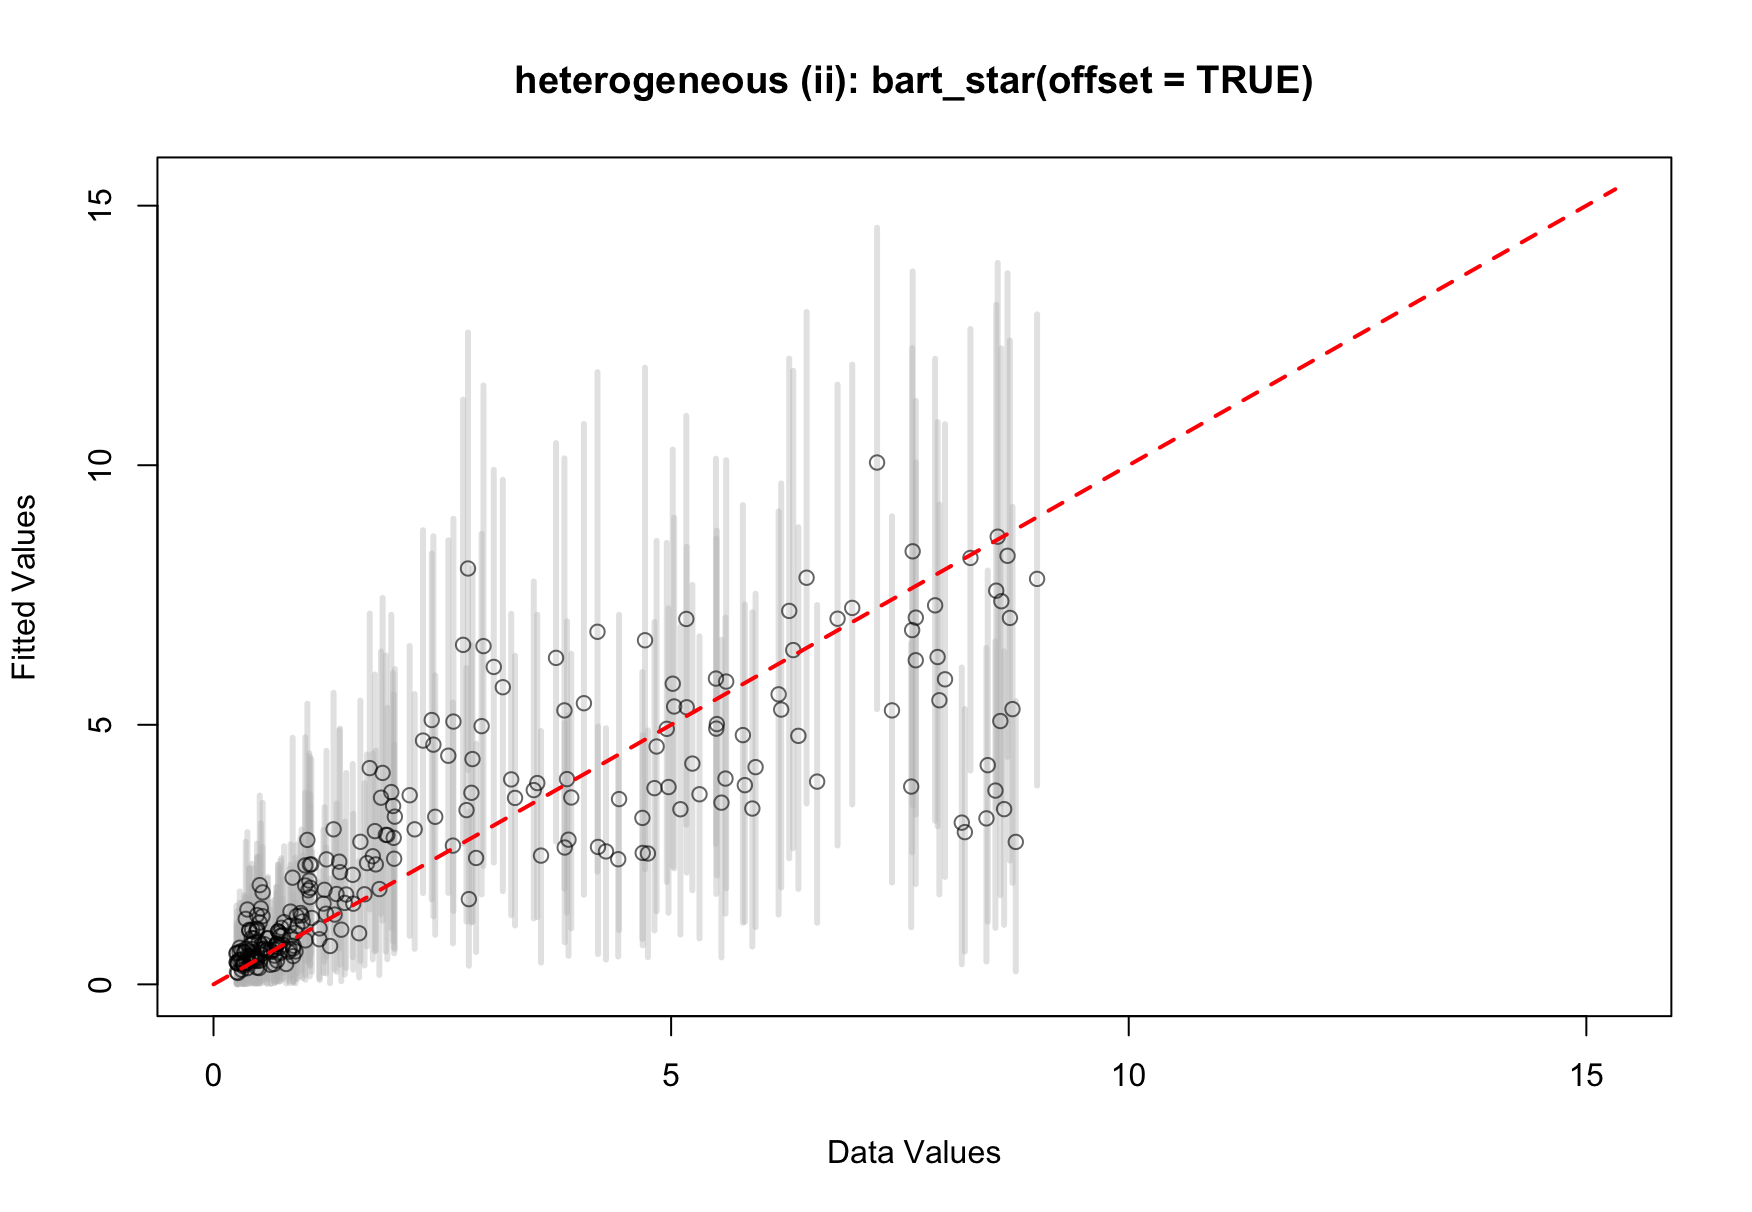 heterogeneous (ii): bart_star(offset = TRUE)
Fitted Values
15
10
5
0
0 5 10 15
Data Values